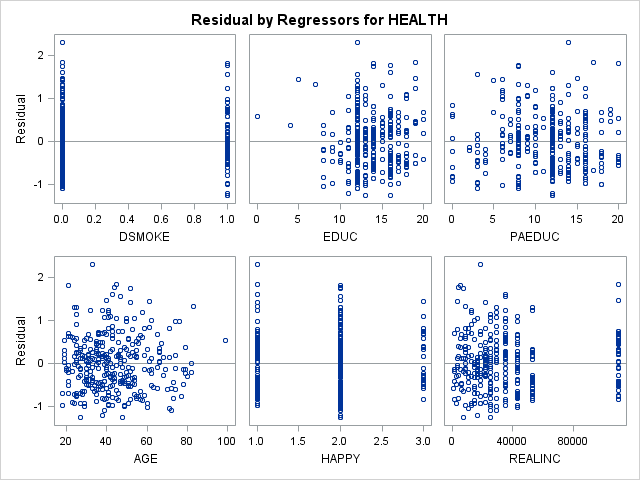 Residual by Regressors for HEALTH
Residual
2
1
0
-1
0.0 0.2 0.4 0.6 0.8 1.0
DSMOKE
0 5 10 15 20
EDUC
0 5 10 15 20
PAEDUC
Residual
2
1
0
-1
20 40 60 80 100
AGE
1.0 1.5 2.0 2.5 3.0
HAPPY
0 40000 80000
REALINC